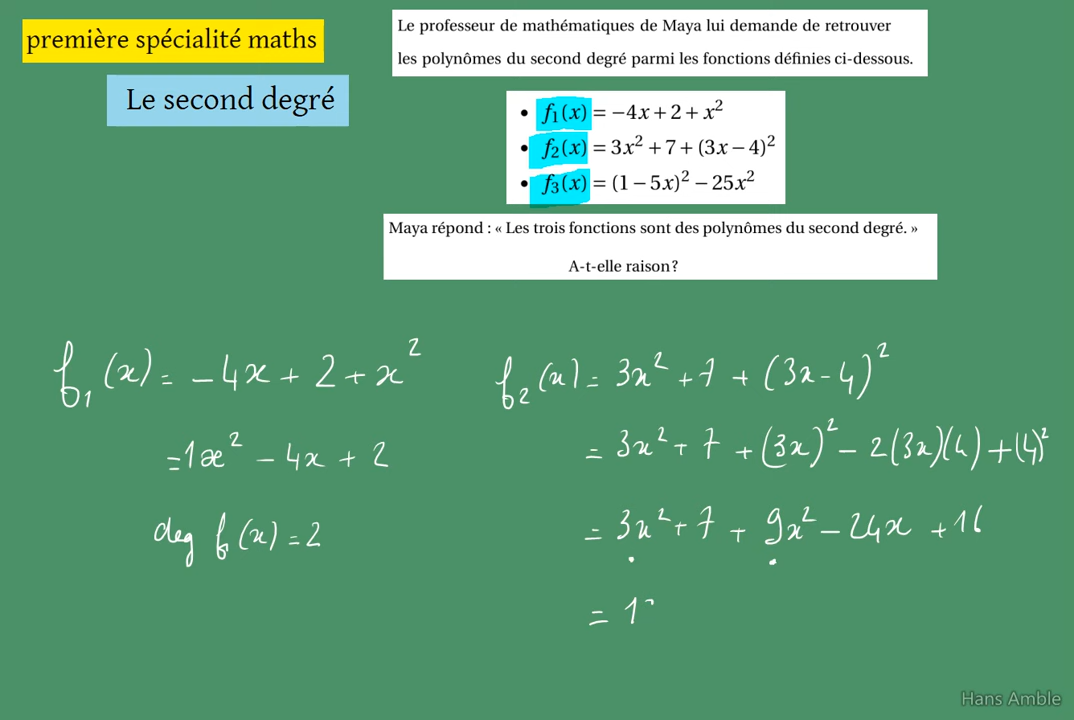 première spécialité maths
Le second degré
Le professeur de mathématiques de Maya lui demande de retrouver
les polynômes du second degré parmi les fonctions définies ci-dessous.
• f₁(x) = −4x + 2 + x²
• f₂(x) = 3x² + 7 + (3x − 4)²
• f₃(x) = (1 − 5x)² − 25x²
Maya répond : « Les trois fonctions sont des polynômes du second degré. »
A-t-elle raison ?
f₁(x) = −4x + 2 + x²
= 1x² − 4x + 2
deg f(x) = 2
f₂(x) = 3x² + 7 + (3x − 4)²
= 3x² + 7 + (3x)² − 2(3x)(4) + (4)²
= 3x² + 7 + 9x² − 24x + 16
= 1
Hans Amble